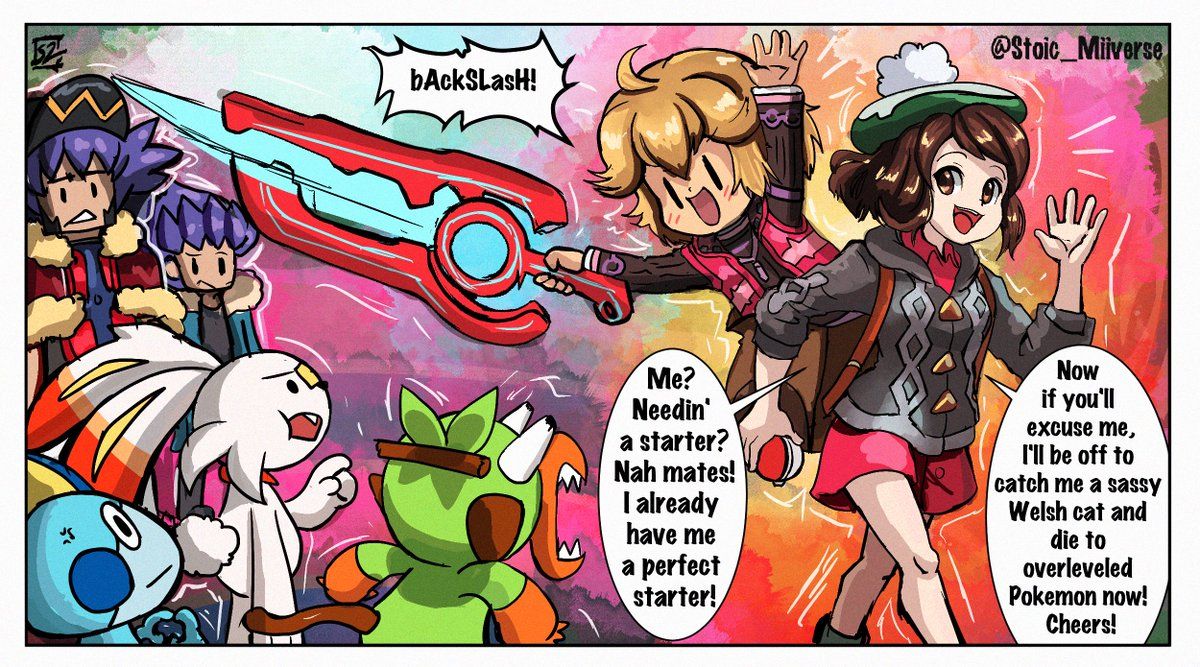 bAckSLasH!
@Stoic__Miiverse
Me?
Needin'
a starter?
Nah mates!
I already
have me
a perfect
starter!
Now
if you'll
excuse me,
I'll be off to
catch me a sassy
Welsh cat and
die to
overleveled
Pokemon now!
Cheers!